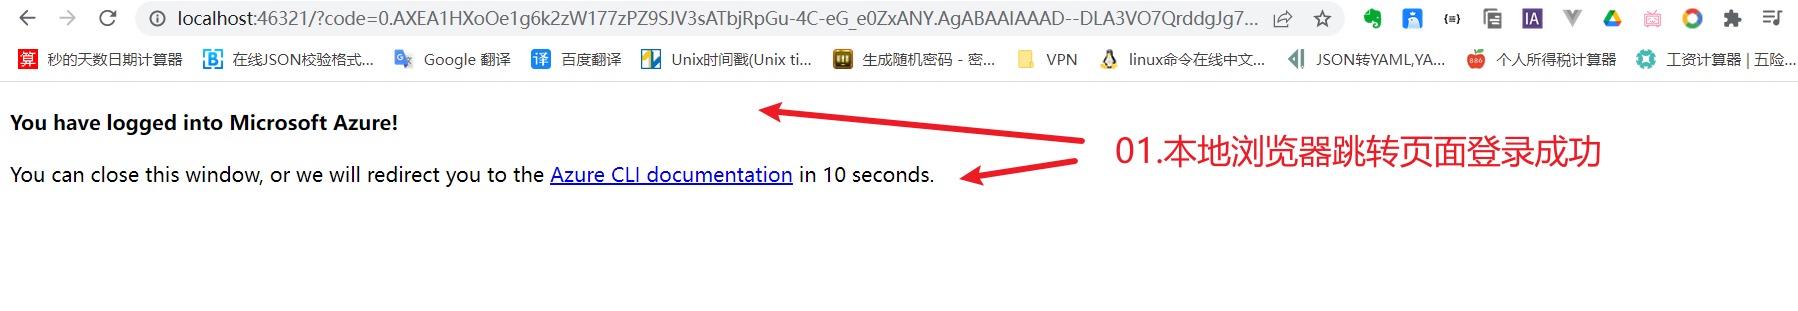 localhost:46321/?code=0.AXEA1HXoOe1g6k2zW177zPZ9SJV3sATbjRpGu-4C-eG_e0ZxANY.AgABAAIAAAD--DLA3VO7QrddgJg7...
{≡} IA
算 秒的天数日期计算器 在线JSON校验格式... Google 翻译 译 百度翻译 Unix时间戳(Unix ti... 生成随机密码 - 密... VPN linux命令在线中文... JSON转YAML,YA... 886 个人所得税计算器 工资计算器 | 五险...
You have logged into Microsoft Azure!
01.本地浏览器跳转页面登录成功
You can close this window, or we will redirect you to the Azure CLI documentation in 10 seconds.